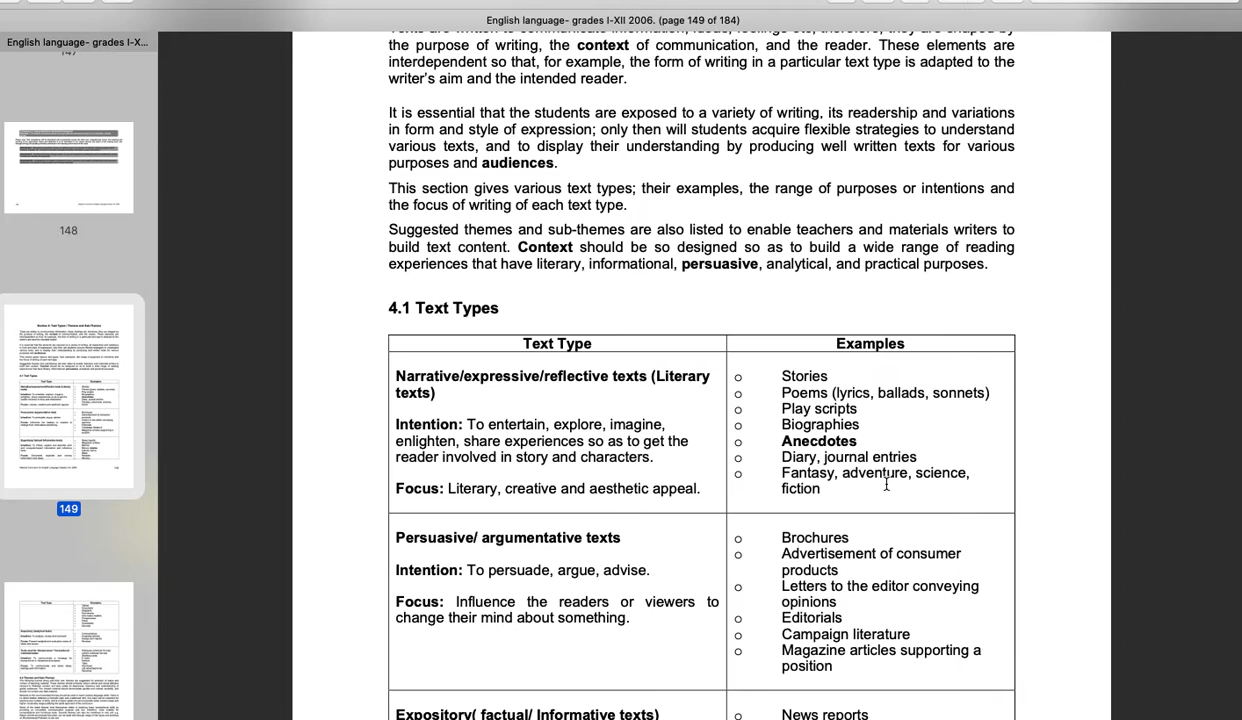 English language- grades I-XII 2006. (page 149 of 184)
English language- grades I-X...
147
148
149
the purpose of writing, the context of communication, and the reader. These elements are
interdependent so that, for example, the form of writing in a particular text type is adapted to the
writer's aim and the intended reader.
It is essential that the students are exposed to a variety of writing, its readership and variations
in form and style of expression; only then will students acquire flexible strategies to understand
various texts, and to display their understanding by producing well written texts for various
purposes and audiences.
This section gives various text types; their examples, the range of purposes or intentions and
the focus of writing of each text type.
Suggested themes and sub-themes are also listed to enable teachers and materials writers to
build text content. Context should be so designed so as to build a wide range of reading
experiences that have literary, informational, persuasive, analytical, and practical purposes.
4.1 Text Types
Text Type
Examples
Narrative/expressive/reflective texts (Literary
texts)
Intention: To entertain, explore, imagine,
enlighten, share experiences so as to get the
reader involved in story and characters.
Focus: Literary, creative and aesthetic appeal.
o Stories
o Poems (lyrics, ballads, sonnets)
o Play scripts
o Biographies
o Anecdotes
o Diary, journal entries
o Fantasy, adventure, science,
fiction
Persuasive/ argumentative texts
Intention: To persuade, argue, advise.
Focus: Influence the readers or viewers to
change their mind about something.
o Brochures
o Advertisement of consumer
products
o Letters to the editor conveying
opinions
o Editorials
o Campaign literature
o Magazine articles supporting a
position
Expository( factual/ Informative texts)
o News reports